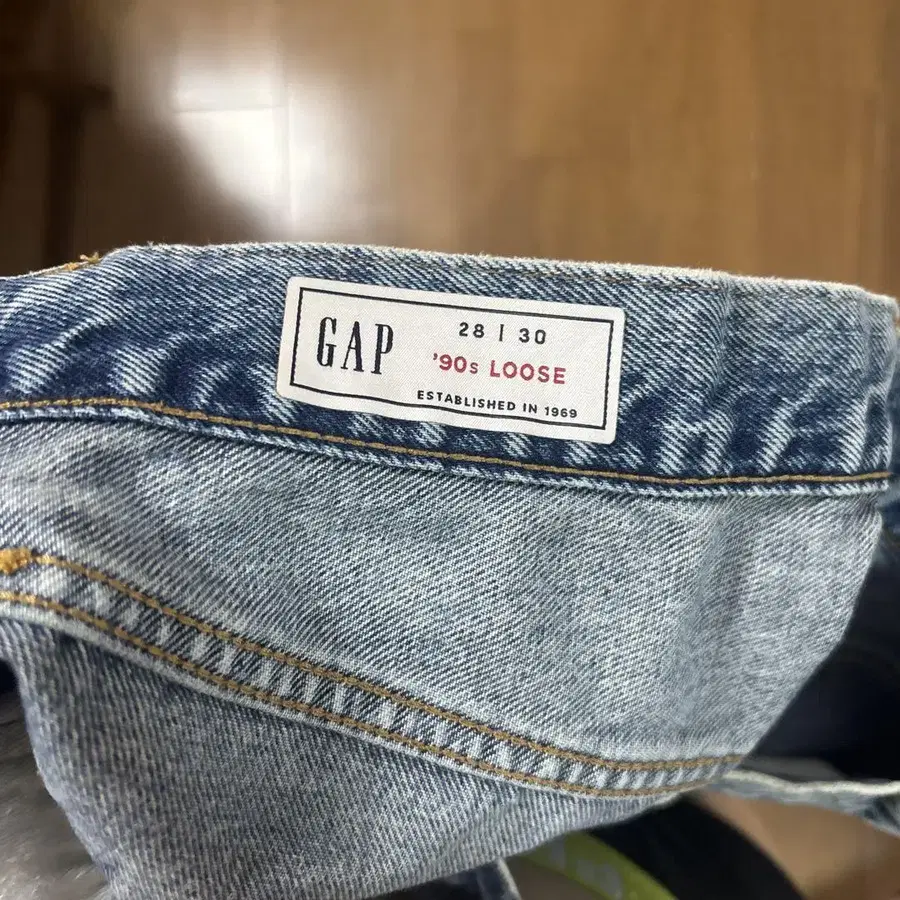 GAP
28 | 30
'90s LOOSE
ESTABLISHED IN 1969